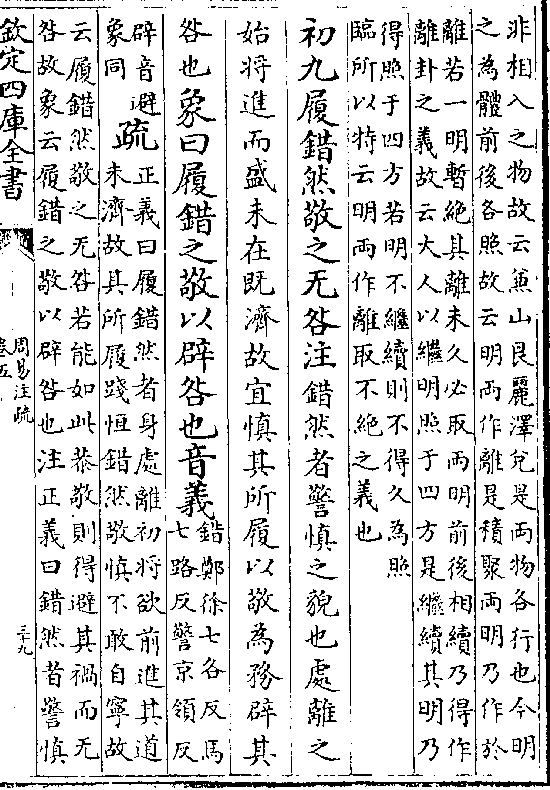 非相入之物故云兼山艮麗澤兌是兩物各行也今明
之為體前後各照故云明兩作離是積聚兩明乃作於
離若一明暫絕其離未久必取兩明前後相續乃得作
離卦之義故云大人以繼明照于四方是繼續其明乃
得照于四方若明不繼續則不得久為照
臨所以特云明兩作離取不絕之義也
初九履錯然敬之无咎注錯然者警慎之貌也處離之
始將進而盛未在既濟故宜慎其所履以敬為務辟其
咎也象曰履錯之敬以辟咎也音義
錯鄭徐七各反馬
七路反警京領反
辟音避
象同
疏
正義曰履錯然者身處離初將欲前進其道
未濟故其所履踐恒錯然敬慎不敢自寧故
云履錯然敬之无咎若能如此恭敬則得避其禍而无
咎故象云履錯之敬以辟咎也注正義曰錯然者警慎
欽定四庫全書
周易注疏
卷五
三十九